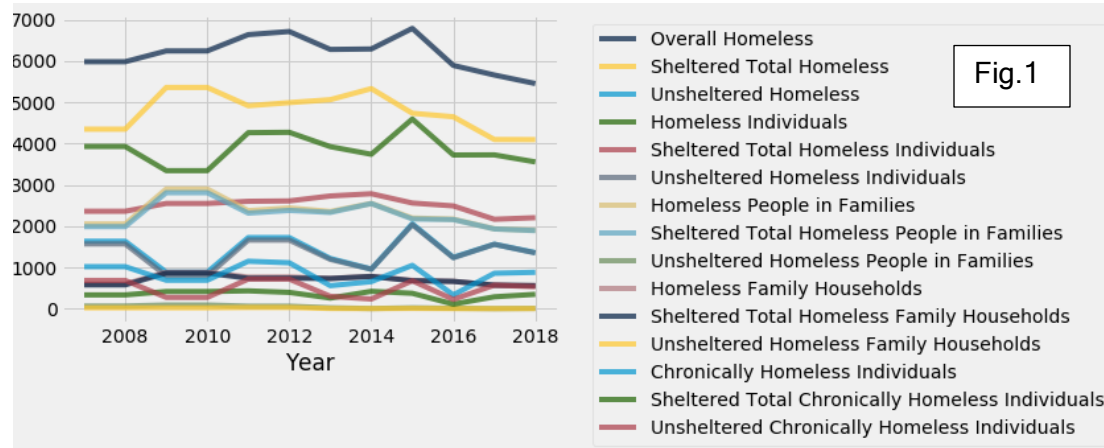 7000
6000
5000
4000
3000
2000
1000
0
2008 2010 2012 2014 2016 2018
Year
Overall Homeless
Sheltered Total Homeless
Unsheltered Homeless
Homeless Individuals
Sheltered Total Homeless Individuals
Unsheltered Homeless Individuals
Homeless People in Families
Sheltered Total Homeless People in Families
Unsheltered Homeless People in Families
Homeless Family Households
Sheltered Total Homeless Family Households
Unsheltered Homeless Family Households
Chronically Homeless Individuals
Sheltered Total Chronically Homeless Individuals
Unsheltered Chronically Homeless Individuals
Fig.1